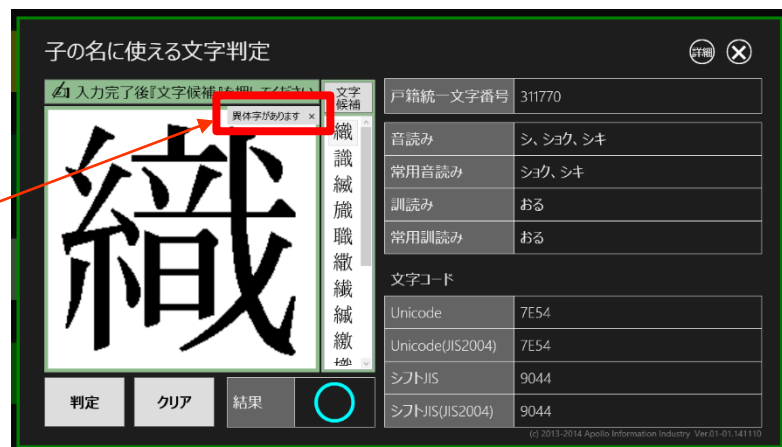 子の名に使える文字判定
詳細
入力完了後『文字候補』を押してください
文字
候補
異体字があります ×
織
織
識
緘
旘
職
繖
繊
緎
繳
戸籍統一文字番号 311770
音読み シ、ショク、シキ
常用音読み ショク、シキ
訓読み おる
常用訓読み おる
文字コード
Unicode 7E54
Unicode(JIS2004) 7E54
シフトJIS 9044
シフトJIS(JIS2004) 9044
判定 クリア 結果
(c) 2013-2014 Apollo Information Industry Ver.01-01.141110